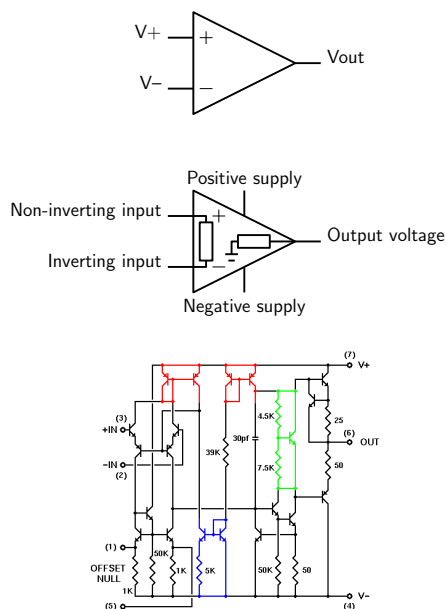 V+
+
Vout
V−
−
Positive supply
Non-inverting input
+
Output voltage
Inverting input
−
Negative supply
(7)
V+
4.5K
(3)
25
+IN
30pf
(6)
OUT
39K
−IN
7.5K
50
(2)
(1)
50K
1K
5K
50K
50
OFFSET
NULL
1K
V−
(5)
(4)